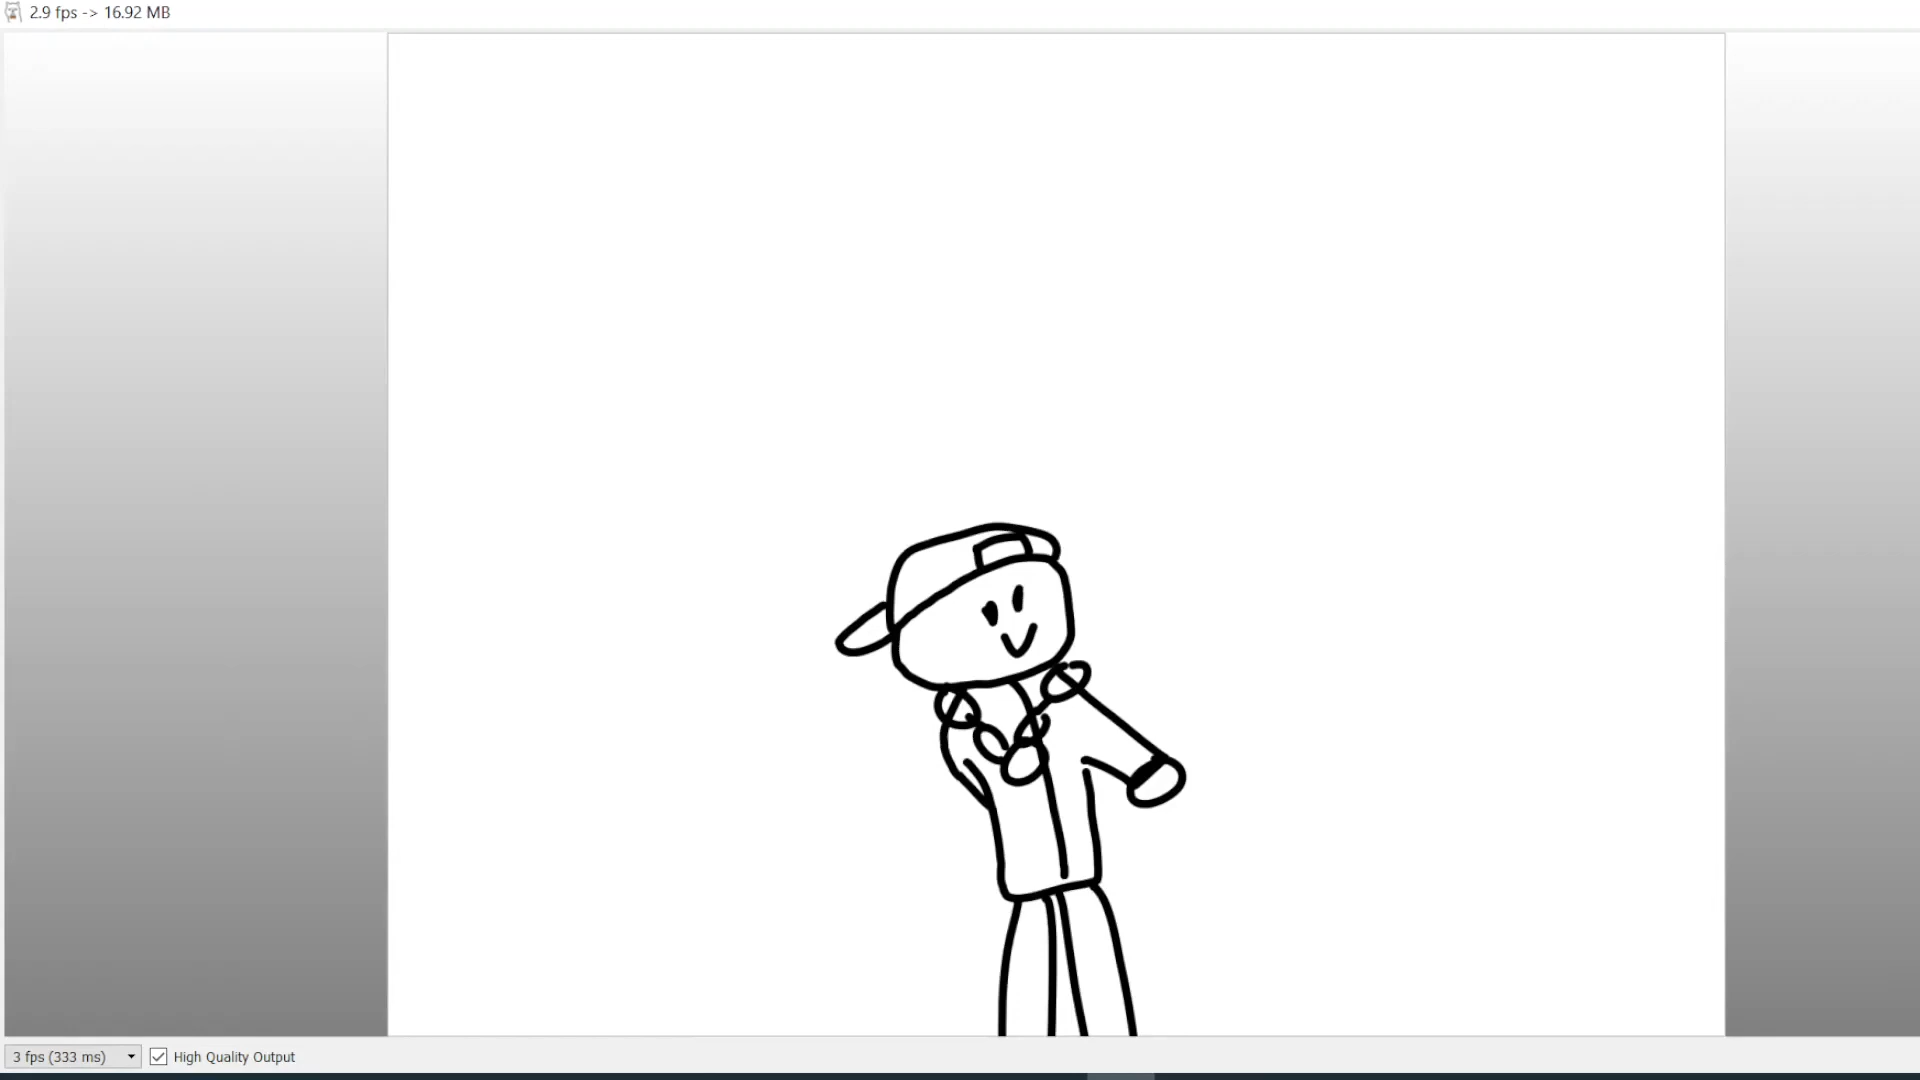 2.9 fps -> 16.92 MB
3 fps (333 ms)
High Quality Output